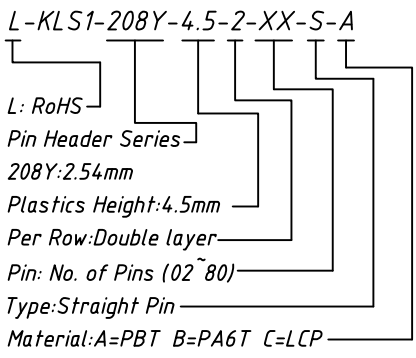 L-KLS1-208Y-4.5-2-XX-S-A
L: RoHS
Pin Header Series
208Y:2.54mm
Plastics Height:4.5mm
Per Row:Double layer
Pin: No. of Pins (02~80)
Type:Straight Pin
Material:A=PBT B=PA6T C=LCP